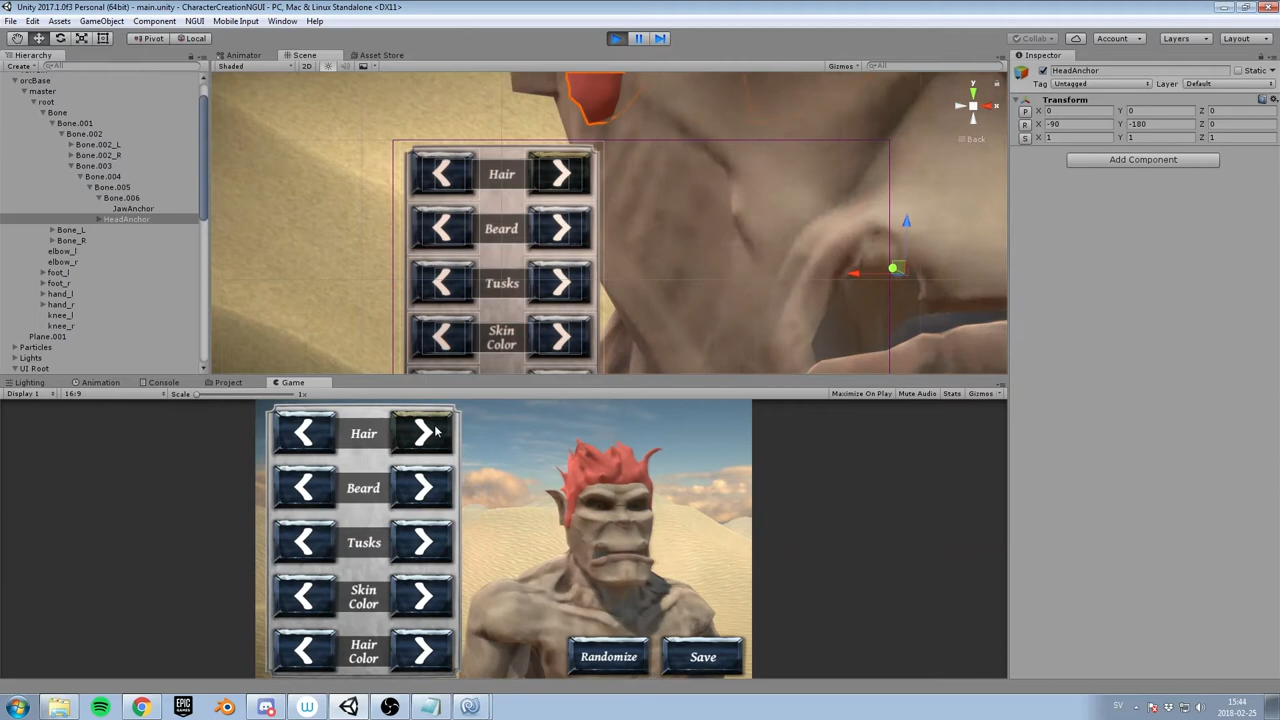 Unity 2017.1.0f3 Personal (64bit) - main.unity - CharacterCreationNGUI - PC, Mac & Linux Standalone <DX11>
File Edit Assets GameObject Component NGUI Mobile Input Window Help
Pivot Local
Collab Account Layers Layout
Hierarchy
Create All
orcBase
master
root
Bone
Bone.001
Bone.002
Bone.002_L
Bone.002_R
Bone.003
Bone.004
Bone.005
Bone.006
JawAnchor
HeadAnchor
Bone_L
Bone_R
elbow_l
elbow_r
foot_l
foot_r
hand_l
hand_r
knee_l
knee_r
Plane.001
Particles
Lights
UI Root
Animator Scene Asset Store
Shaded 2D Gizmos All
y
x
Back
Hair
Beard
Tusks
Skin
Color
Inspector
HeadAnchor Static
Tag Untagged Layer Default
Transform
P X 0 Y 0 Z 0
R X -90 Y -180 Z 0
S X 1 Y 1 Z 1
Add Component
Lighting Animation Console Project Game
Display 1 16:9 Scale 1x Maximize On Play Mute Audio Stats Gizmos
Hair
Beard
Tusks
Skin
Color
Hair
Color
Randomize Save
EPIC
GAMES
SV
15:44
2018-02-25